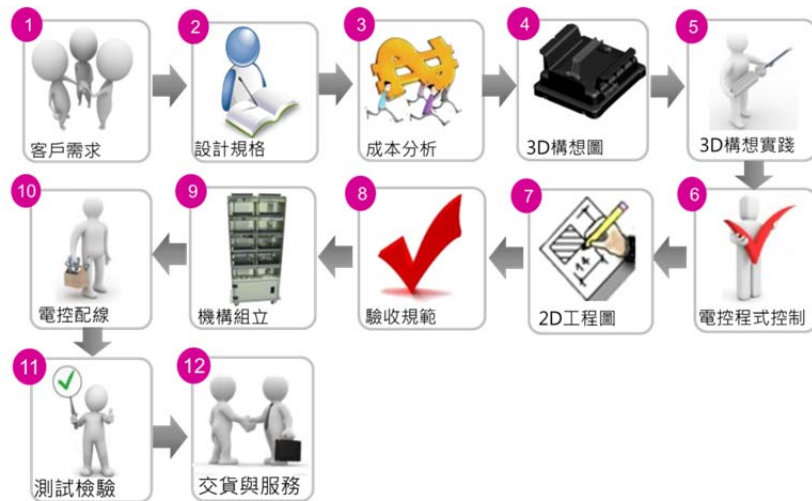 1
客戶需求
2
設計規格
3
成本分析
4
3D構想圖
5
3D構想實踐
6
電控程式控制
7
14
2D工程圖
8
驗收規範
9
機構組立
10
電控配線
11
測試檢驗
12
交貨與服務